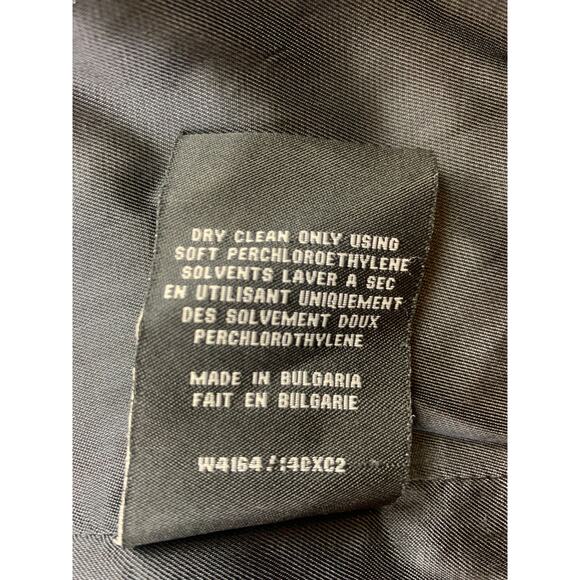 DRY CLEAN ONLY USING
SOFT PERCHLOROETHYLENE
SOLVENTS LAVER A SEC
EN UTILISANT UNIQUEMENT
DES SOLVEMENT DOUX
PERCHLOROTHYLENE
MADE IN BULGARIA
FAIT EN BULGARIE